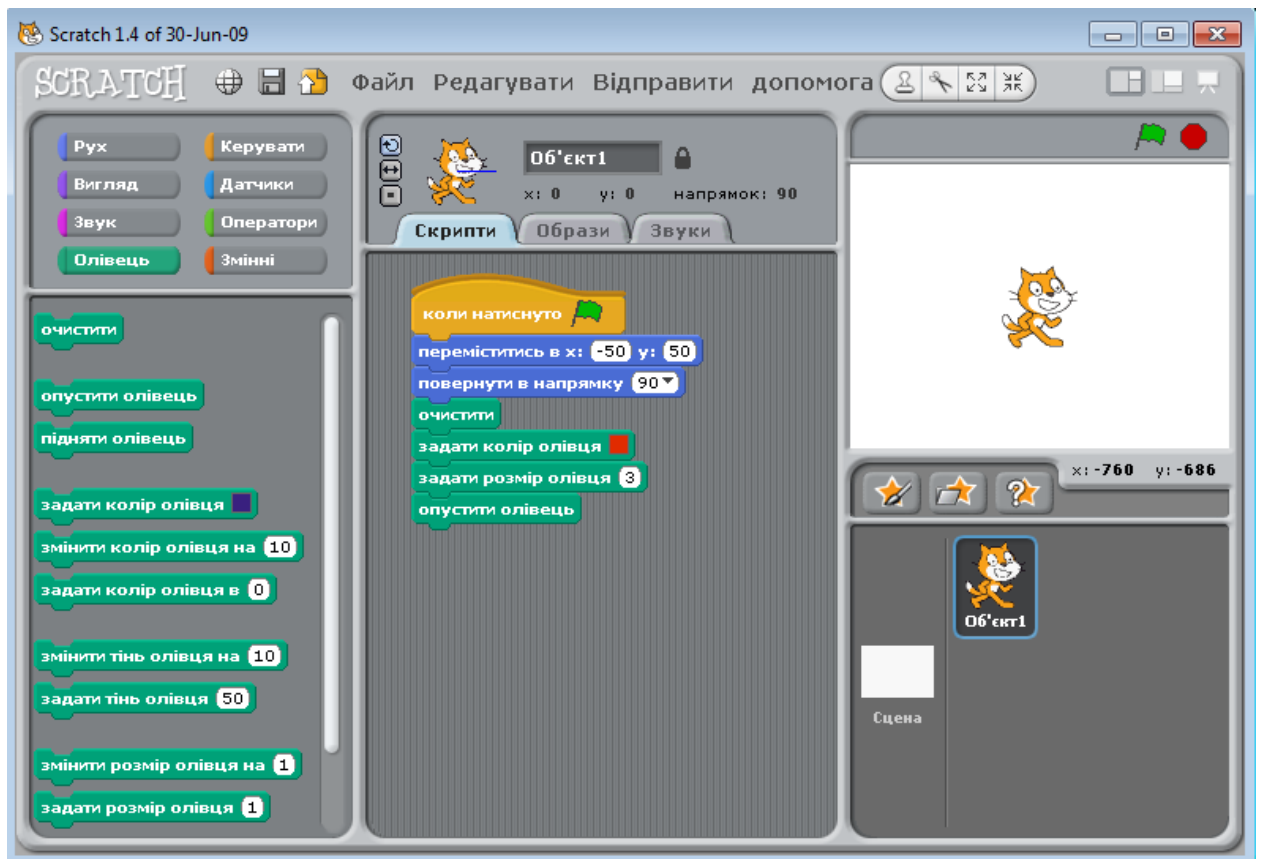 Scratch 1.4 of 30-Jun-09
SCRATCH Файл Редагувати Відправити допомога
Рух Керувати
Вигляд Датчики
Звук Оператори
Олівець Змінні
очистити
опустити олівець
підняти олівець
задати колір олівця
змінити колір олівця на 10
задати колір олівця в 0
змінити тінь олівця на 10
задати тінь олівця 50
змінити розмір олівця на 1
задати розмір олівця 1
Об'єкт1
x: 0 y: 0 напрямок: 90
Скрипти Образи Звуки
коли натиснуто
переміститись в x: -50 y: 50
повернути в напрямку 90
очистити
задати колір олівця
задати розмір олівця 3
опустити олівець
x: -760 y: -686
Об'єкт1
Сцена